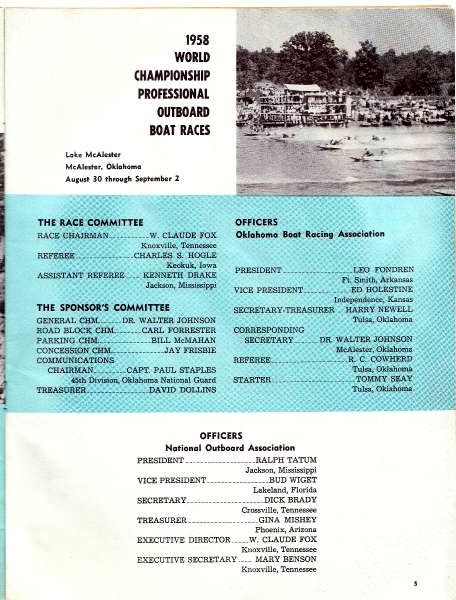 1958
WORLD
CHAMPIONSHIP
PROFESSIONAL
OUTBOARD
BOAT RACES
Lake McAlester
McAlester, Oklahoma
August 30 through September 2
THE RACE COMMITTEE
RACE CHAIRMAN W. CLAUDE FOX
Knoxville, Tennessee
REFEREE CHARLES S. HOGLE
Keokuk, Iowa
ASSISTANT REFEREE KENNETH DRAKE
Jackson, Mississippi
THE SPONSOR'S COMMITTEE
GENERAL CHM. DR. WALTER JOHNSON
ROAD BLOCK CHM. CARL FORRESTER
PARKING CHM. BILL McMAHAN
CONCESSION CHM. JAY FRISBIE
COMMUNICATIONS
CHAIRMAN CAPT. PAUL STAPLES
45th Division, Oklahoma National Guard
TREASURER DAVID DOLLINS
OFFICERS
Oklahoma Boat Racing Association
PRESIDENT LEO FONDREN
Ft. Smith, Arkansas
VICE PRESIDENT ED HOLESTINE
Independence, Kansas
SECRETARY-TREASURER HARRY NEWELL
Tulsa, Oklahoma
CORRESPONDING
SECRETARY DR. WALTER JOHNSON
McAlester, Oklahoma
REFEREE R. C. COWHERD
Tulsa, Oklahoma
STARTER TOMMY SEAY
Tulsa, Oklahoma
OFFICERS
National Outboard Association
PRESIDENT RALPH TATUM
Jackson, Mississippi
VICE PRESIDENT BUD WIGET
Lakeland, Florida
SECRETARY DICK BRADY
Crossville, Tennessee
TREASURER GINA MISHEY
Phoenix, Arizona
EXECUTIVE DIRECTOR W. CLAUDE FOX
Knoxville, Tennessee
EXECUTIVE SECRETARY MARY BENSON
Knoxville, Tennessee
5